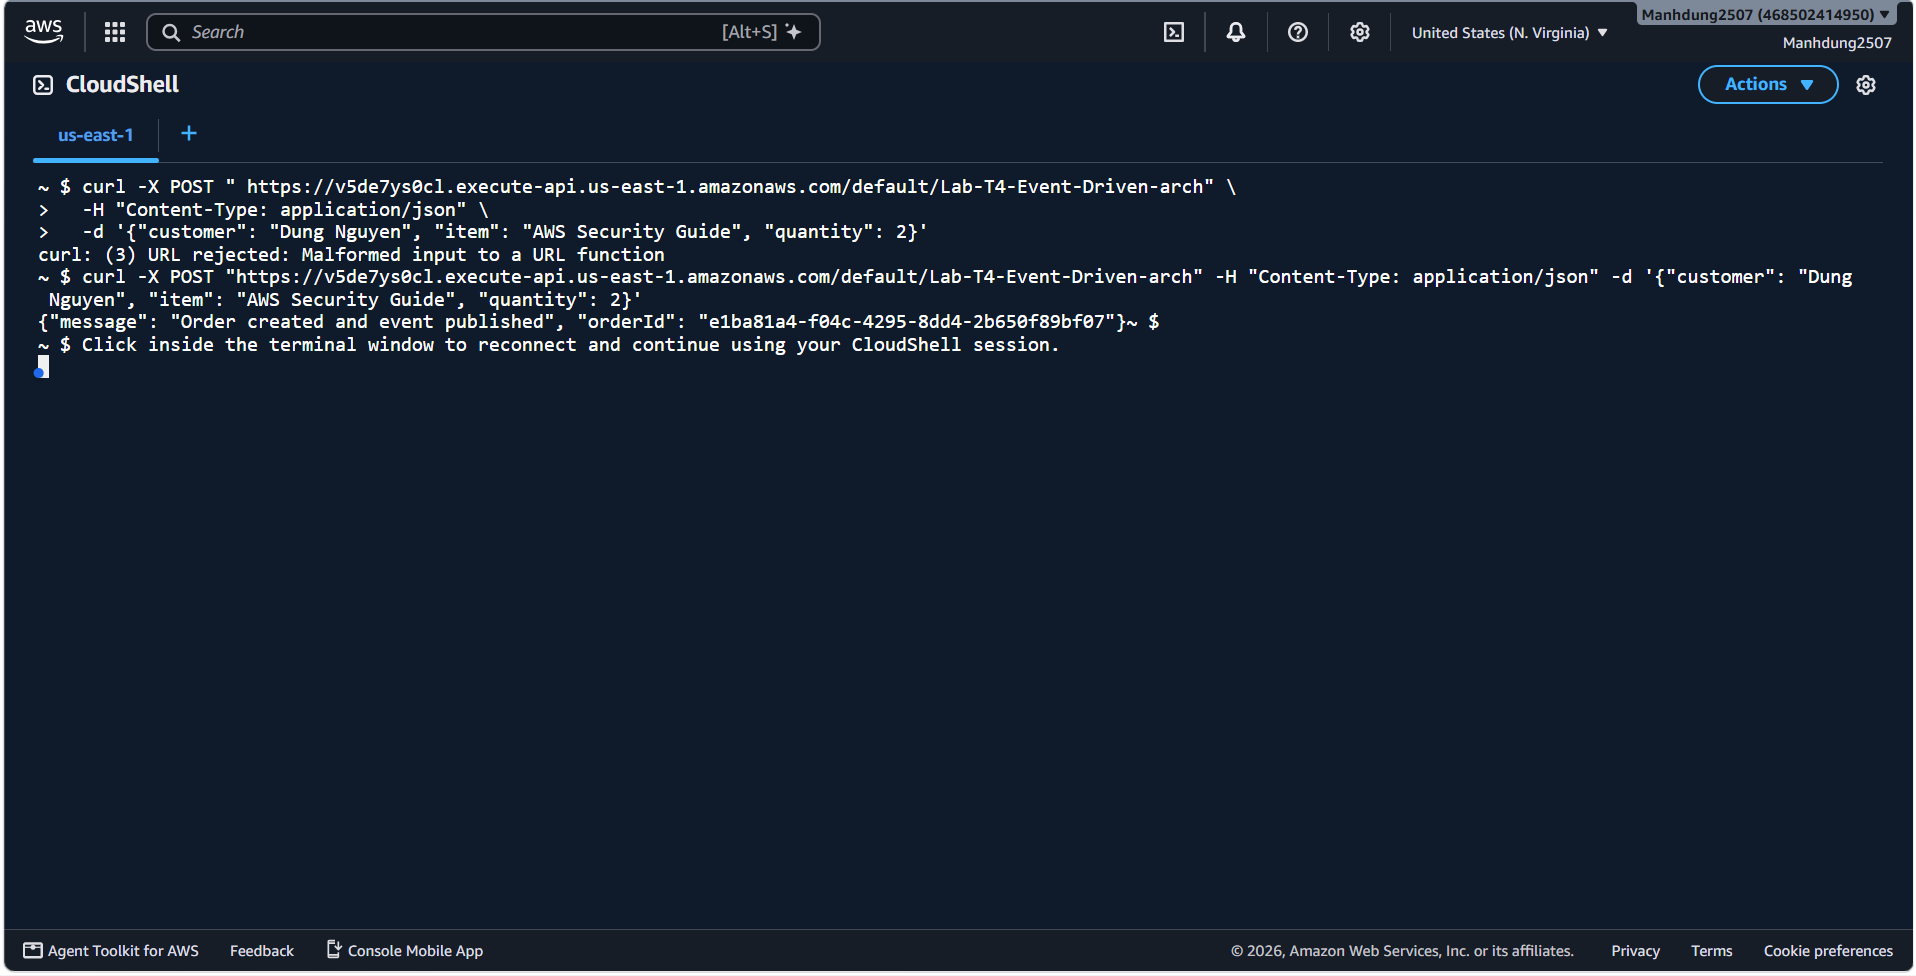 aws
Search
[Alt+S]
United States (N. Virginia)
Manhdung2507 (468502414950)
Manhdung2507
CloudShell
Actions
us-east-1
+
~ $ curl -X POST " https://v5de7ys0cl.execute-api.us-east-1.amazonaws.com/default/Lab-T4-Event-Driven-arch" \
>   -H "Content-Type: application/json" \
>   -d '{"customer": "Dung Nguyen", "item": "AWS Security Guide", "quantity": 2}'
curl: (3) URL rejected: Malformed input to a URL function
~ $ curl -X POST "https://v5de7ys0cl.execute-api.us-east-1.amazonaws.com/default/Lab-T4-Event-Driven-arch" -H "Content-Type: application/json" -d '{"customer": "Dung
 Nguyen", "item": "AWS Security Guide", "quantity": 2}'
{"message": "Order created and event published", "orderId": "e1ba81a4-f04c-4295-8dd4-2b650f89bf07"}~ $
~ $ Click inside the terminal window to reconnect and continue using your CloudShell session.
Agent Toolkit for AWS
Feedback
Console Mobile App
© 2026, Amazon Web Services, Inc. or its affiliates.
Privacy
Terms
Cookie preferences